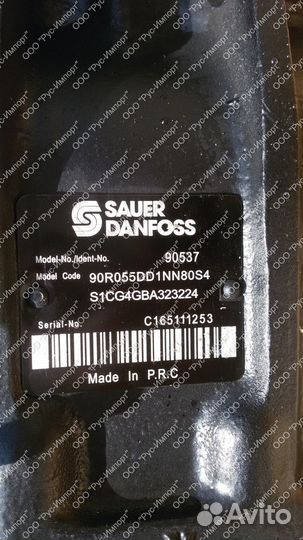 SAUER
DANFOSS
Model-No./Ident-No. 90537
Model Code 90R055DD1NN80S4
S1CG4GBA323224
Serial-No. C165111253
Made In P.R.C
ООО "Рус-Импорт"
Avito